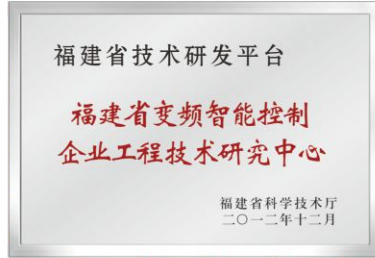 福建省技术研发平台
福建省变频智能控制
企业工程技术研究中心
福建省科学技术厅
二〇一二年十二月